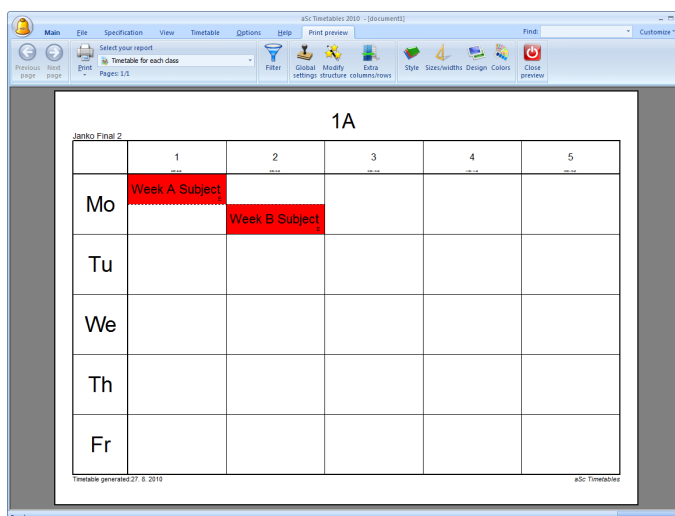 aSc Timetables 2010 - [document1]
Main File Specification View Timetable Options Help Print preview Find: Customize
Previous page Next page Print Select your report Timetable for each class Pages: 1/1 Filter Global settings Modify structure Extra columns/rows Style Sizes/widths Design Colors Close preview
1A
Janko Final 2
1 2 3 4 5
Mo Week A Subject
Week B Subject
Tu
We
Th
Fr
Timetable generated:27. 8. 2010 aSc Timetables